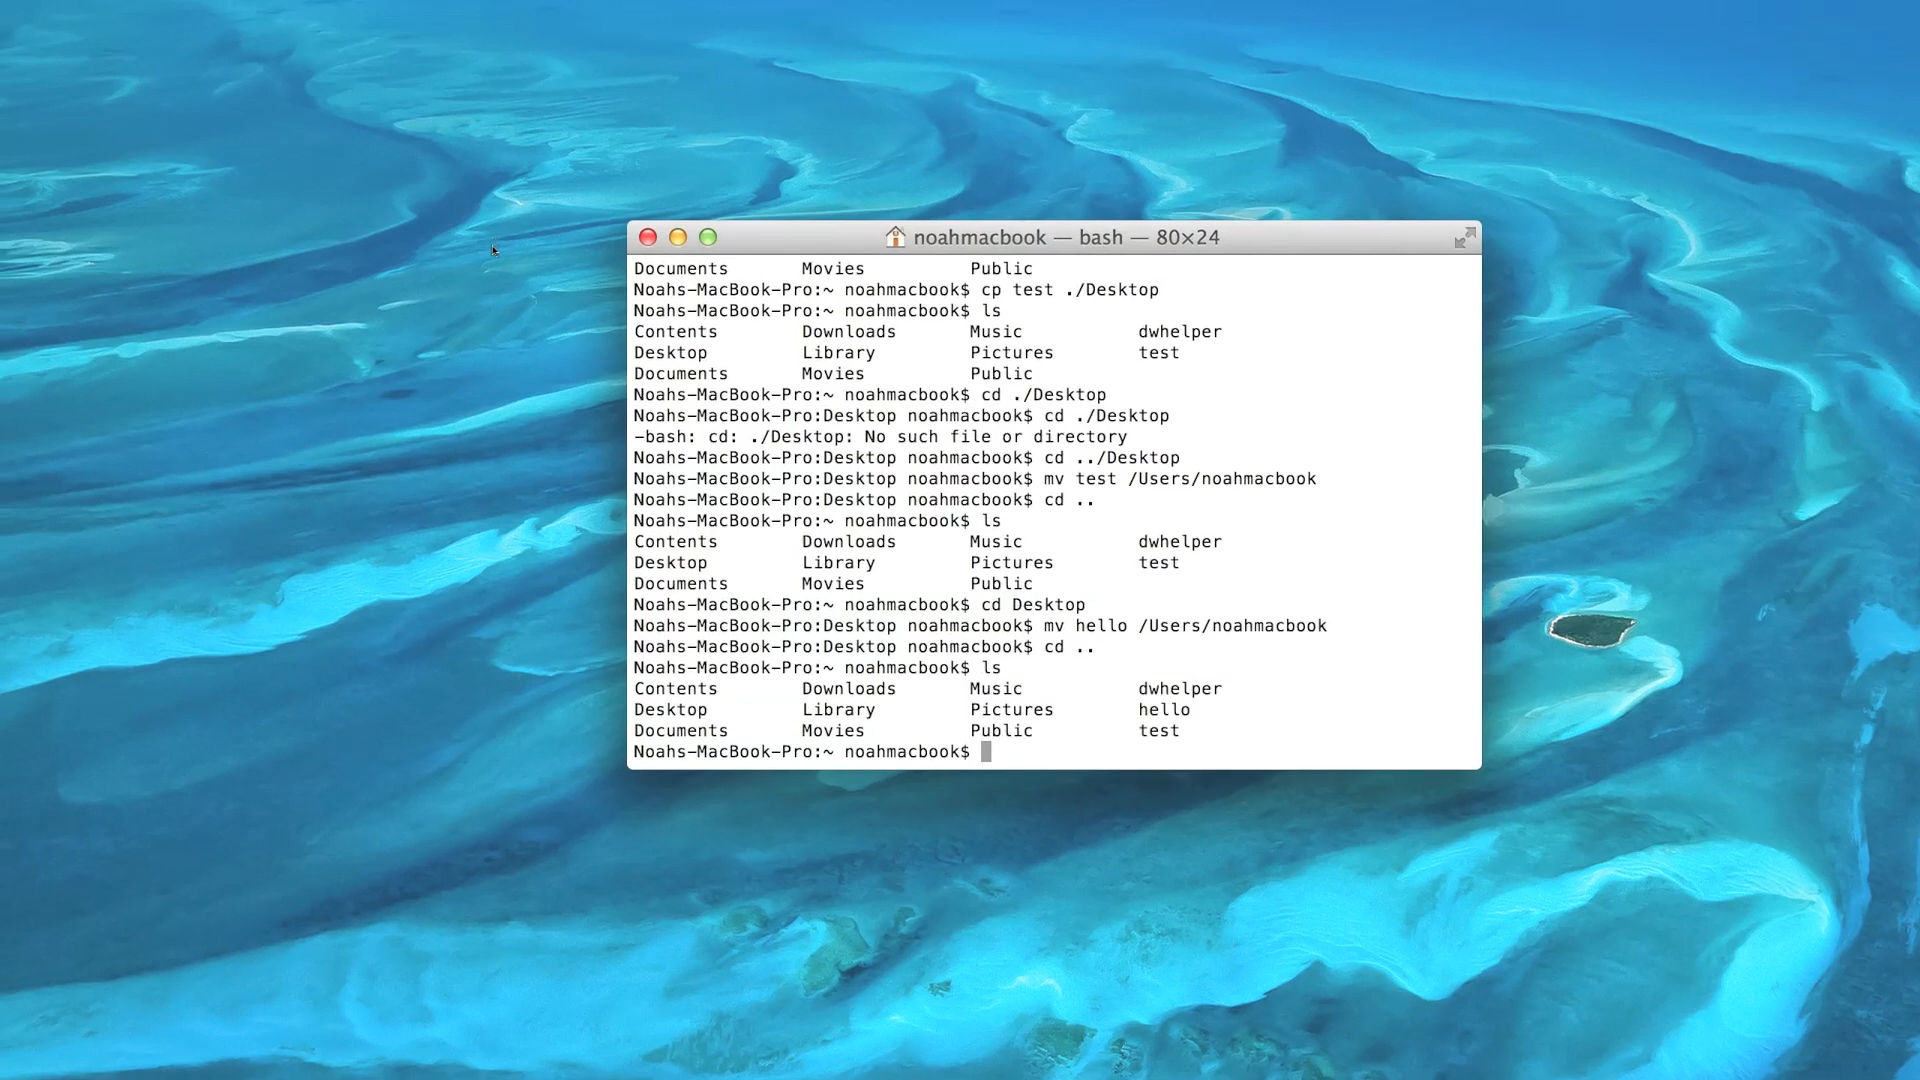 noahmacbook — bash — 80×24
Documents Movies Public
Noahs-MacBook-Pro:~ noahmacbook$ cp test ./Desktop
Noahs-MacBook-Pro:~ noahmacbook$ ls
Contents Downloads Music dwhelper
Desktop Library Pictures test
Documents Movies Public
Noahs-MacBook-Pro:~ noahmacbook$ cd ./Desktop
Noahs-MacBook-Pro:Desktop noahmacbook$ cd ./Desktop
-bash: cd: ./Desktop: No such file or directory
Noahs-MacBook-Pro:Desktop noahmacbook$ cd ../Desktop
Noahs-MacBook-Pro:Desktop noahmacbook$ mv test /Users/noahmacbook
Noahs-MacBook-Pro:Desktop noahmacbook$ cd ..
Noahs-MacBook-Pro:~ noahmacbook$ ls
Contents Downloads Music dwhelper
Desktop Library Pictures test
Documents Movies Public
Noahs-MacBook-Pro:~ noahmacbook$ cd Desktop
Noahs-MacBook-Pro:Desktop noahmacbook$ mv hello /Users/noahmacbook
Noahs-MacBook-Pro:Desktop noahmacbook$ cd ..
Noahs-MacBook-Pro:~ noahmacbook$ ls
Contents Downloads Music dwhelper
Desktop Library Pictures hello
Documents Movies Public test
Noahs-MacBook-Pro:~ noahmacbook$